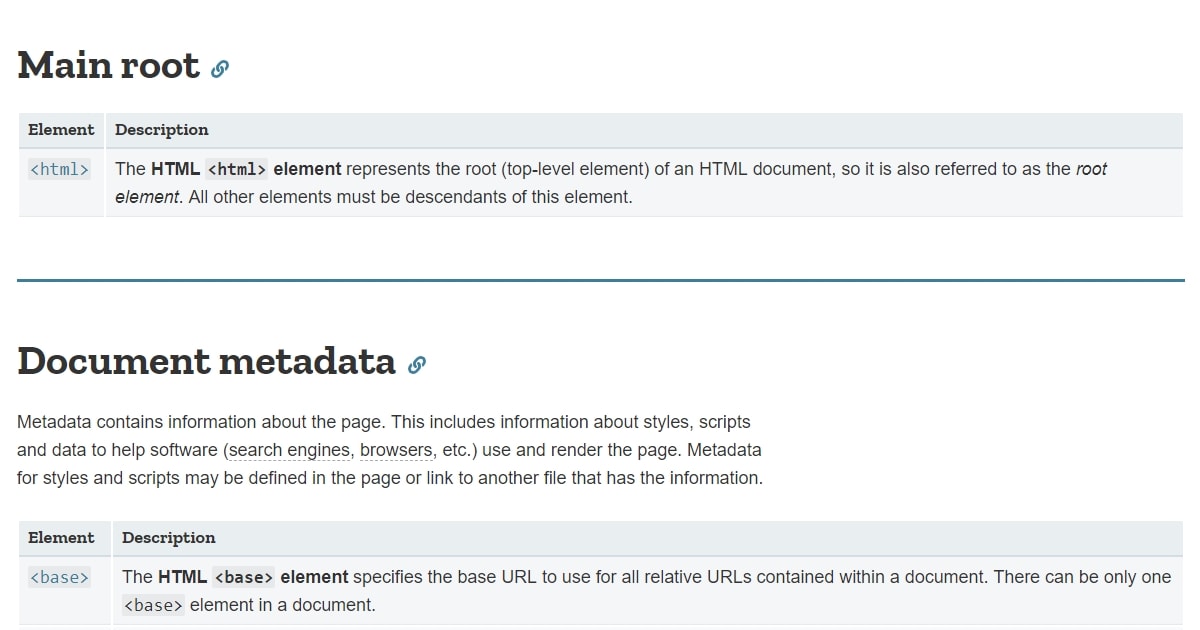 Main root
Element Description
<html> The HTML <html> element represents the root (top-level element) of an HTML document, so it is also referred to as the root
element. All other elements must be descendants of this element.
Document metadata
Metadata contains information about the page. This includes information about styles, scripts
and data to help software (search engines, browsers, etc.) use and render the page. Metadata
for styles and scripts may be defined in the page or link to another file that has the information.
Element Description
<base> The HTML <base> element specifies the base URL to use for all relative URLs contained within a document. There can be only one
<base> element in a document.